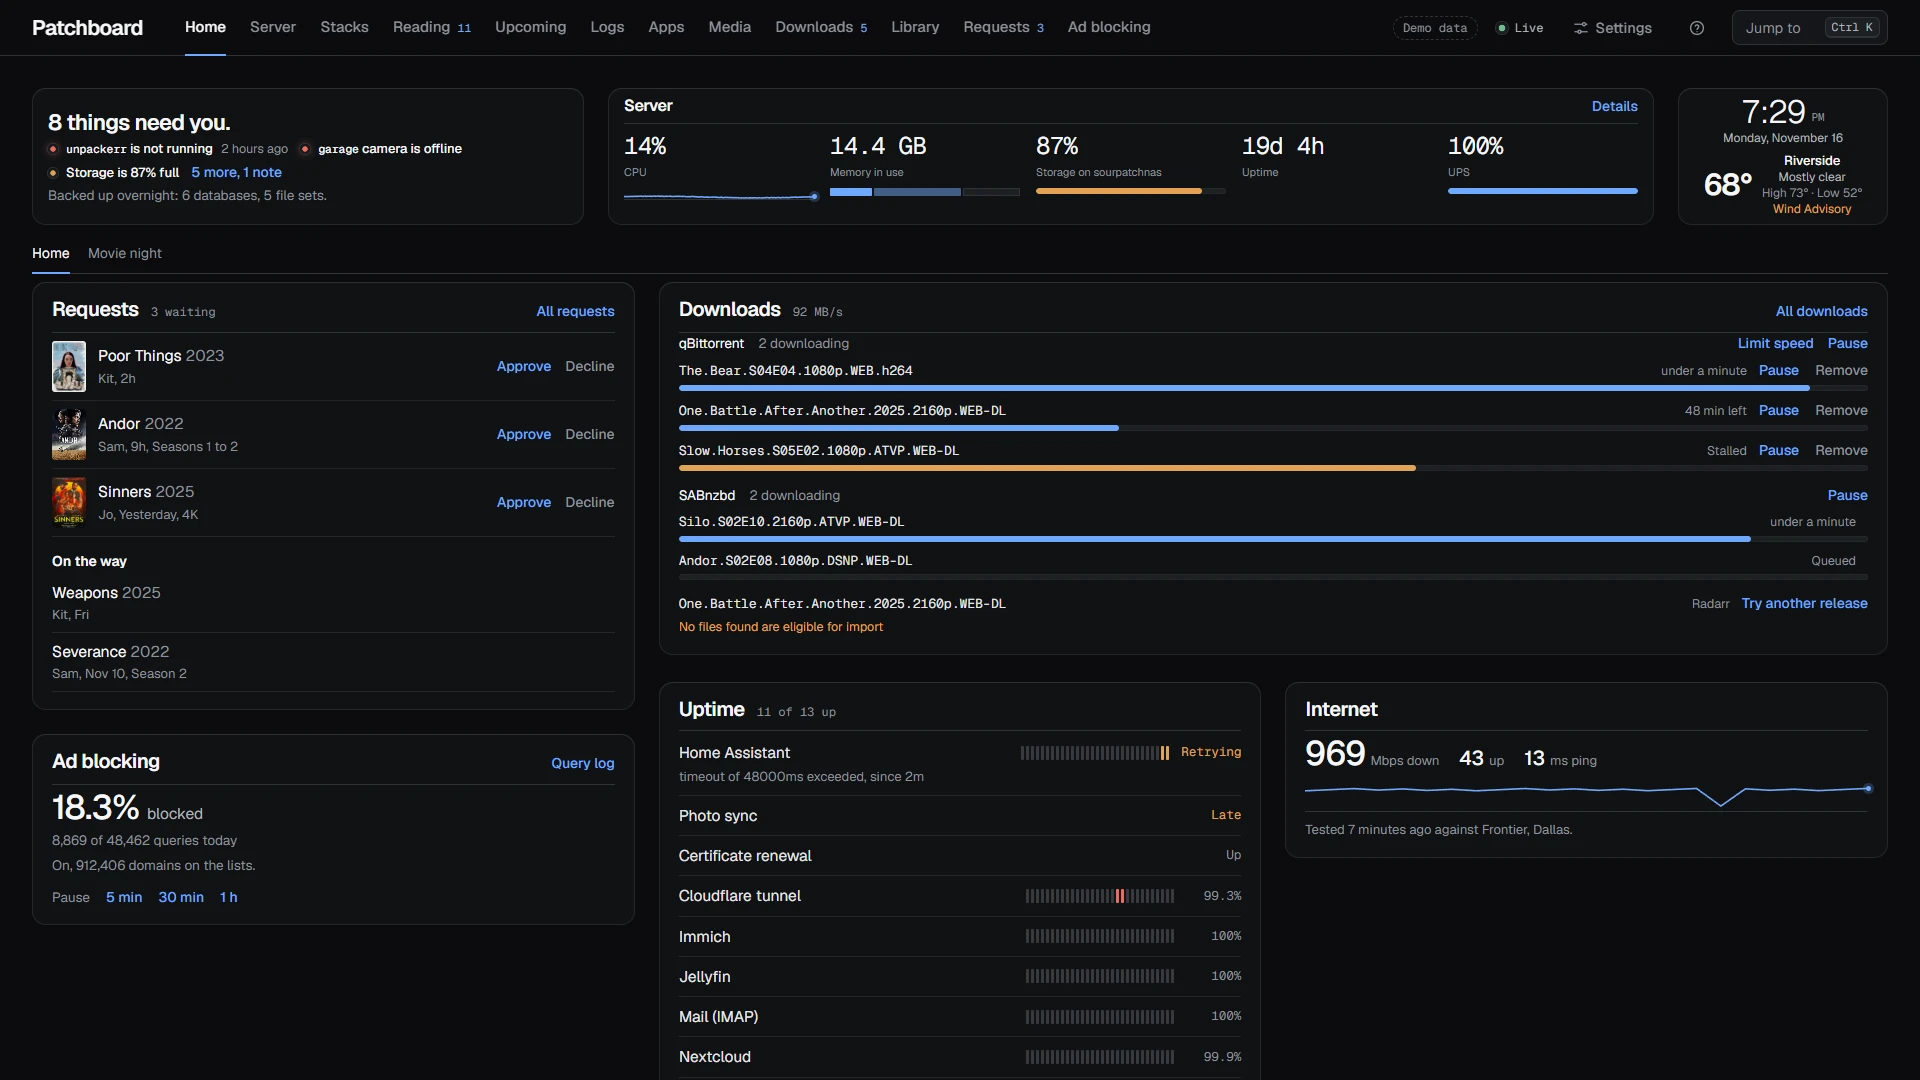 Patchboard Home Server Stacks Reading 11 Upcoming Logs Apps Media Downloads 5 Library Requests 3 Ad blocking Demo data Live Settings Jump to Ctrl K
8 things need you.
unpackerr is not running 2 hours ago garage camera is offline
Storage is 87% full 5 more, 1 note
Backed up overnight: 6 databases, 5 file sets.
Server Details
14% 14.4 GB 87% 19d 4h 100%
CPU Memory in use Storage on sourpatchnas Uptime UPS
7:29 PM
Monday, November 16
68°
Riverside
Mostly clear
High 73° · Low 52°
Wind Advisory
Home Movie night
Requests 3 waiting All requests
Poor Things 2023
Kit, 2h
Approve Decline
Andor 2022
Sam, 9h, Seasons 1 to 2
Approve Decline
SINNERS
Sinners 2025
Jo, Yesterday, 4K
Approve Decline
On the way
Weapons 2025
Kit, Fri
Severance 2022
Sam, Nov 10, Season 2
Ad blocking Query log
18.3% blocked
8,869 of 48,462 queries today
On, 912,406 domains on the lists.
Pause 5 min 30 min 1 h
Downloads 92 MB/s All downloads
qBittorrent 2 downloading Limit speed Pause
The.Bear.S04E04.1080p.WEB.h264 under a minute Pause Remove
One.Battle.After.Another.2025.2160p.WEB-DL 48 min left Pause Remove
Slow.Horses.S05E02.1080p.ATVP.WEB-DL Stalled Pause Remove
SABnzbd 2 downloading Pause
Silo.S02E10.2160p.ATVP.WEB-DL under a minute
Andor.S02E08.1080p.DSNP.WEB-DL Queued
One.Battle.After.Another.2025.2160p.WEB-DL Radarr Try another release
No files found are eligible for import
Uptime 11 of 13 up
Home Assistant Retrying
timeout of 48000ms exceeded, since 2m
Photo sync Late
Certificate renewal Up
Cloudflare tunnel 99.3%
Immich 100%
Jellyfin 100%
Mail (IMAP) 100%
Nextcloud 99.9%
Internet
969 Mbps down 43 up 13 ms ping
Tested 7 minutes ago against Frontier, Dallas.